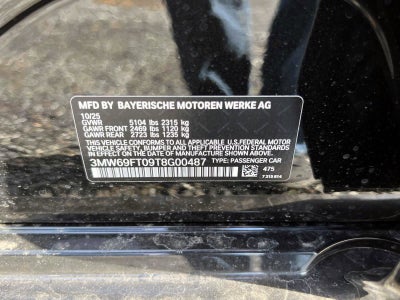 MFD BY BAYERISCHE MOTOREN WERKE AG
10/25
GVWR 5104 lbs 2315 kg
GAWR FRONT 2469 lbs 1120 kg
GAWR REAR 2723 lbs 1235 kg
THIS VEHICLE CONFORMS TO ALL APPLICABLE U.S.FEDERAL MOTOR
VEHICLE SAFETY, BUMPER AND THEFT PREVENTION STANDARDS
IN EFFECT ON THE DATE OF MANUFACTURE SHOWN ABOVE.
3MW69FT09T8G00487 TYPE: PASSENGER CAR
475